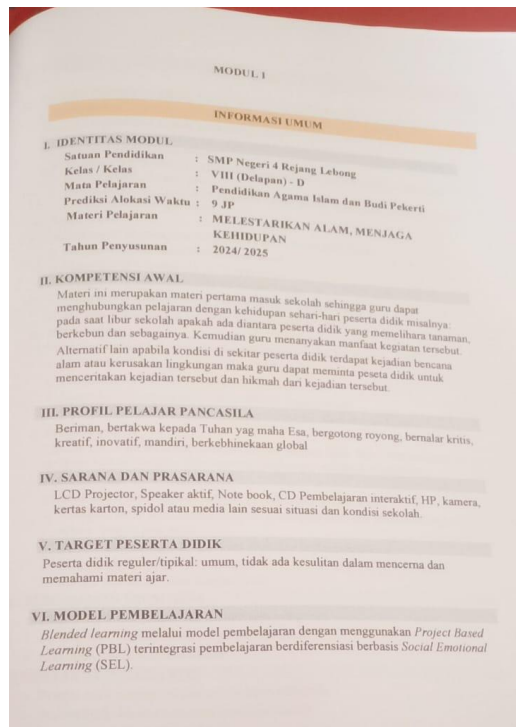 MODUL 1
INFORMASI UMUM
I. IDENTITAS MODUL
Satuan Pendidikan : SMP Negeri 4 Rejang Lebong
Kelas / Kelas : VIII (Delapan) - D
Mata Pelajaran : Pendidikan Agama Islam dan Budi Pekerti
Prediksi Alokasi Waktu : 9 JP
Materi Pelajaran : MELESTARIKAN ALAM, MENJAGA
KEHIDUPAN
Tahun Penyusunan : 2024/ 2025
II. KOMPETENSI AWAL
Materi ini merupakan materi pertama masuk sekolah sehingga guru dapat
menghubungkan pelajaran dengan kehidupan sehari-hari peserta didik misalnya
pada saat libur sekolah apakah ada diantara peserta didik yang memelihara tanaman,
berkebun dan sebagainya. Kemudian guru menanyakan manfaat kegiatan tersebut.
Alternatif lain apabila kondisi di sekitar peserta didik terdapat kejadian bencana
alam atau kerusakan lingkungan maka guru dapat meminta peseta didik untuk
menceritakan kejadian tersebut dan hikmah dari kejadian tersebut.
III. PROFIL PELAJAR PANCASILA
Beriman, bertakwa kepada Tuhan yag maha Esa, bergotong royong, bernalar kritis,
kreatif, inovatif, mandiri, berkebhinekaan global
IV. SARANA DAN PRASARANA
LCD Projector, Speaker aktif, Note book, CD Pembelajaran interaktif, HP, kamera,
kertas karton, spidol atau media lain sesuai situasi dan kondisi sekolah.
V. TARGET PESERTA DIDIK
Peserta didik reguler/tipikal: umum, tidak ada kesulitan dalam mencerna dan
memahami materi ajar.
VI. MODEL PEMBELAJARAN
Blended learning melalui model pembelajaran dengan menggunakan Project Based
Learning (PBL) terintegrasi pembelajaran berdiferensiasi berbasis Social Emotional
Learning (SEL).